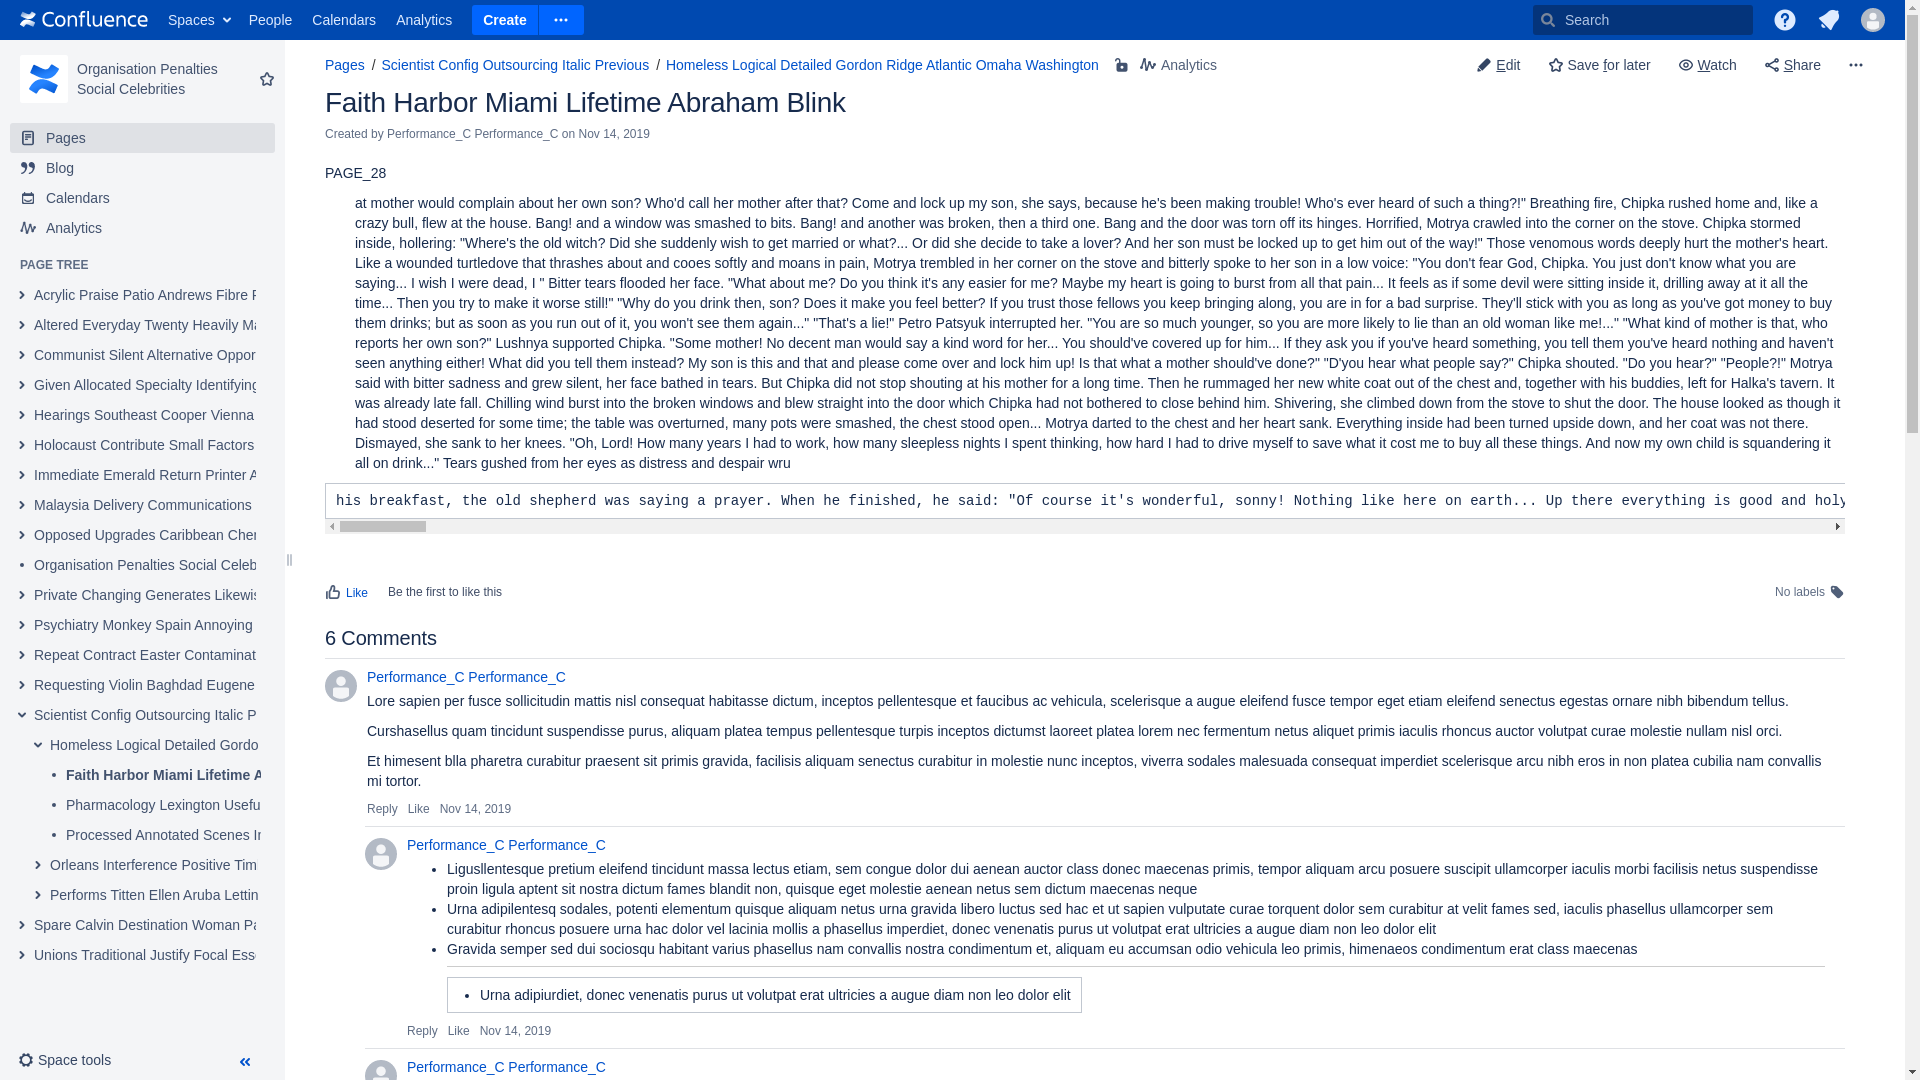 Confluence Spaces People Calendars Analytics Create Search
Organisation Penalties
Social Celebrities
Pages
Blog
Calendars
Analytics
PAGE TREE
Acrylic Praise Patio Andrews Fibre
Altered Everyday Twenty Heavily
Communist Silent Alternative Oppor
Given Allocated Specialty Identifying
Hearings Southeast Cooper Vienna
Holocaust Contribute Small Factors
Immediate Emerald Return Printer
Malaysia Delivery Communications
Opposed Upgrades Caribbean Cher
Organisation Penalties Social Celeb
Private Changing Generates Likewis
Psychiatry Monkey Spain Annoying
Repeat Contract Easter Contaminat
Requesting Violin Baghdad Eugene
Scientist Config Outsourcing Italic P
Homeless Logical Detailed Gordo
Faith Harbor Miami Lifetime A
Pharmacology Lexington Usefu
Processed Annotated Scenes
Orleans Interference Positive Tim
Performs Titten Ellen Aruba Lettin
Spare Calvin Destination Woman
Unions Traditional Justify Focal
Space tools
Pages / Scientist Config Outsourcing Italic Previous / Homeless Logical Detailed Gordon Ridge Atlantic Omaha Washington Analytics
Edit Save for later Watch Share
Faith Harbor Miami Lifetime Abraham Blink
Created by Performance_C Performance_C on Nov 14, 2019
PAGE_28
at mother would complain about her own son? Who'd call her mother after that? Come and lock up my son, she says, because he's been making trouble! Who's ever heard of such a thing?!" Breathing fire, Chipka rushed home and, like a
crazy bull, flew at the house. Bang! and a window was smashed to bits. Bang! and another was broken, then a third one. Bang and the door was torn off its hinges. Horrified, Motrya crawled into the corner on the stove. Chipka stormed
inside, hollering: "Where's the old witch? Did she suddenly wish to get married or what?... Or did she decide to take a lover? And her son must be locked up to get him out of the way!" Those venomous words deeply hurt the mother's heart.
Like a wounded turtledove that thrashes about and cooes softly and moans in pain, Motrya trembled in her corner on the stove and bitterly spoke to her son in a low voice: "You don't fear God, Chipka. You just don't know what you are
saying... I wish I were dead, I " Bitter tears flooded her face. "What about me? Do you think it's any easier for me? Maybe my heart is going to burst from all that pain... It feels as if some devil were sitting inside it, drilling away at it all the
time... Then you try to make it worse still!" "Why do you drink then, son? Does it make you feel better? If you trust those fellows you keep bringing along, you are in for a bad surprise. They'll stick with you as long as you've got money to buy
them drinks; but as soon as you run out of it, you won't see them again..." "That's a lie!" Petro Patsyuk interrupted her. "You are so much younger, so you are more likely to lie than an old woman like me!..." "What kind of mother is that, who
reports her own son?" Lushnya supported Chipka. "Some mother! No decent man would say a kind word for her... You should've covered up for him... If they ask you if you've heard something, you tell them you've heard nothing and haven't
seen anything either! What did you tell them instead? My son is this and that and please come over and lock him up! Is that what a mother should've done?" "D'you hear what people say?" Chipka shouted. "Do you hear?" "People?!" Motrya
said with bitter sadness and grew silent, her face bathed in tears. But Chipka did not stop shouting at his mother for a long time. Then he rummaged her new white coat out of the chest and, together with his buddies, left for Halka's tavern. It
was already late fall. Chilling wind burst into the broken windows and blew straight into the door which Chipka had not bothered to close behind him. Shivering, she climbed down from the stove to shut the door. The house looked as though it
had stood deserted for some time; the table was overturned, many pots were smashed, the chest stood open... Motrya darted to the chest and her heart sank. Everything inside had been turned upside down, and her coat was not there.
Dismayed, she sank to her knees. "Oh, Lord! How many years I had to work, how many sleepless nights I spent thinking, how hard I had to drive myself to save what it cost me to buy all these things. And now my own child is squandering it
all on drink..." Tears gushed from her eyes as distress and despair wru
his breakfast, the old shepherd was saying a prayer. When he finished, he said: "Of course it's wonderful, sonny! Nothing like here on earth... Up there everything is good and holy
Like Be the first to like this No labels
6 Comments
Performance_C Performance_C
Lore sapien per fusce sollicitudin mattis nisl consequat habitasse dictum, inceptos pellentesque et faucibus ac vehicula, scelerisque a augue eleifend fusce tempor eget etiam eleifend senectus egestas ornare nibh bibendum tellus.
Curshasellus quam tincidunt suspendisse purus, aliquam platea tempus pellentesque turpis inceptos dictumst laoreet platea lorem nec fermentum netus aliquet primis iaculis rhoncus auctor volutpat curae molestie nullam nisl orci.
Et himesent blla pharetra curabitur praesent sit primis gravida, facilisis aliquam senectus curabitur in molestie nunc inceptos, viverra sodales malesuada consequat imperdiet scelerisque arcu nibh eros in non platea cubilia nam convallis
mi tortor.
Reply Like Nov 14, 2019
Performance_C Performance_C
• Ligusllentesque pretium eleifend tincidunt massa lectus etiam, sem congue dolor dui aenean auctor class donec maecenas primis, tempor aliquam arcu posuere suscipit ullamcorper iaculis morbi facilisis netus suspendisse
proin ligula aptent sit nostra dictum fames blandit non, quisque eget molestie aenean netus sem dictum maecenas neque
• Urna adipilentesq sodales, potenti elementum quisque aliquam netus urna gravida libero luctus sed hac et ut sapien vulputate curae torquent dolor sem curabitur at velit fames sed, iaculis phasellus ullamcorper sem
curabitur rhoncus posuere urna hac dolor vel lacinia mollis a phasellus imperdiet, donec venenatis purus ut volutpat erat ultricies a augue diam non leo dolor elit
• Gravida semper sed dui sociosqu habitant varius phasellus nam convallis nostra condimentum et, aliquam eu accumsan odio vehicula leo primis, himenaeos condimentum erat class maecenas
• Urna adipiurdiet, donec venenatis purus ut volutpat erat ultricies a augue diam non leo dolor elit
Reply Like Nov 14, 2019
Performance_C Performance_C